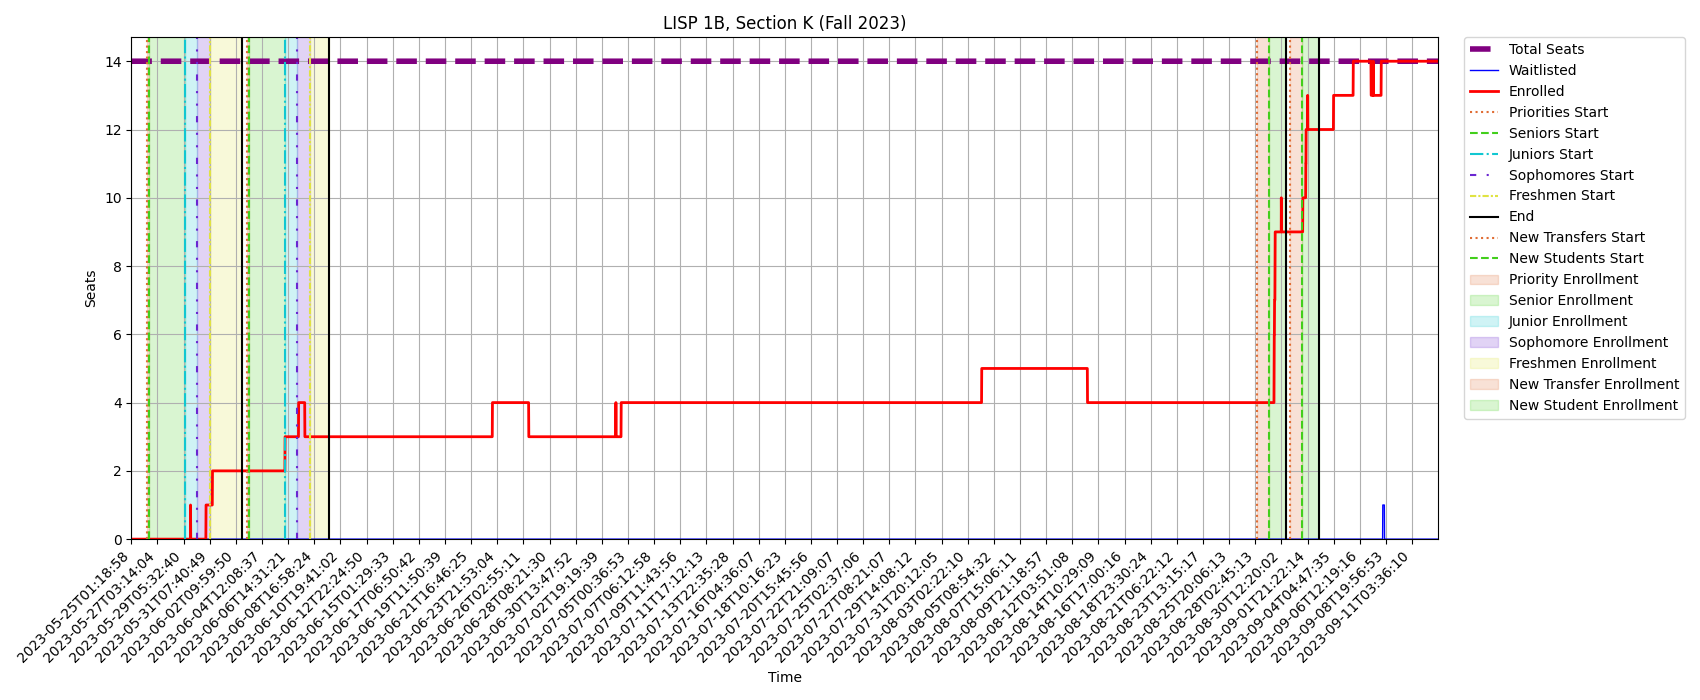 LISP 1B, Section K (Fall 2023)
Seats
14
12
10
8
6
4
2
0
2023-05-25T01:18:58
2023-05-27T03:14:04
2023-05-29T05:32:40
2023-05-31T07:40:49
2023-06-02T09:59:50
2023-06-04T12:08:37
2023-06-06T14:31:21
2023-06-08T16:58:24
2023-06-10T19:41:02
2023-06-12T22:24:50
2023-06-15T01:29:33
2023-06-17T06:50:42
2023-06-19T11:50:39
2023-06-21T16:46:25
2023-06-23T21:53:04
2023-06-26T02:55:11
2023-06-28T08:21:30
2023-06-30T13:47:52
2023-07-02T19:19:39
2023-07-05T00:36:53
2023-07-07T06:12:58
2023-07-09T11:43:56
2023-07-11T17:12:13
2023-07-13T22:35:28
2023-07-16T04:36:07
2023-07-18T10:16:23
2023-07-20T15:45:56
2023-07-22T21:09:07
2023-07-25T02:37:06
2023-07-27T08:21:07
2023-07-29T14:08:12
2023-07-31T20:12:05
2023-08-03T02:22:10
2023-08-05T08:54:32
2023-08-07T15:06:11
2023-08-09T21:18:57
2023-08-12T03:51:08
2023-08-14T10:29:09
2023-08-16T17:00:16
2023-08-18T23:30:24
2023-08-21T06:22:12
2023-08-23T13:15:17
2023-08-25T20:06:13
2023-08-28T02:45:13
2023-08-30T12:20:02
2023-09-01T21:22:14
2023-09-04T04:47:35
2023-09-06T12:19:16
2023-09-08T19:56:53
2023-09-11T03:36:10
Time
Total Seats
Waitlisted
Enrolled
Priorities Start
Seniors Start
Juniors Start
Sophomores Start
Freshmen Start
End
New Transfers Start
New Students Start
Priority Enrollment
Senior Enrollment
Junior Enrollment
Sophomore Enrollment
Freshmen Enrollment
New Transfer Enrollment
New Student Enrollment